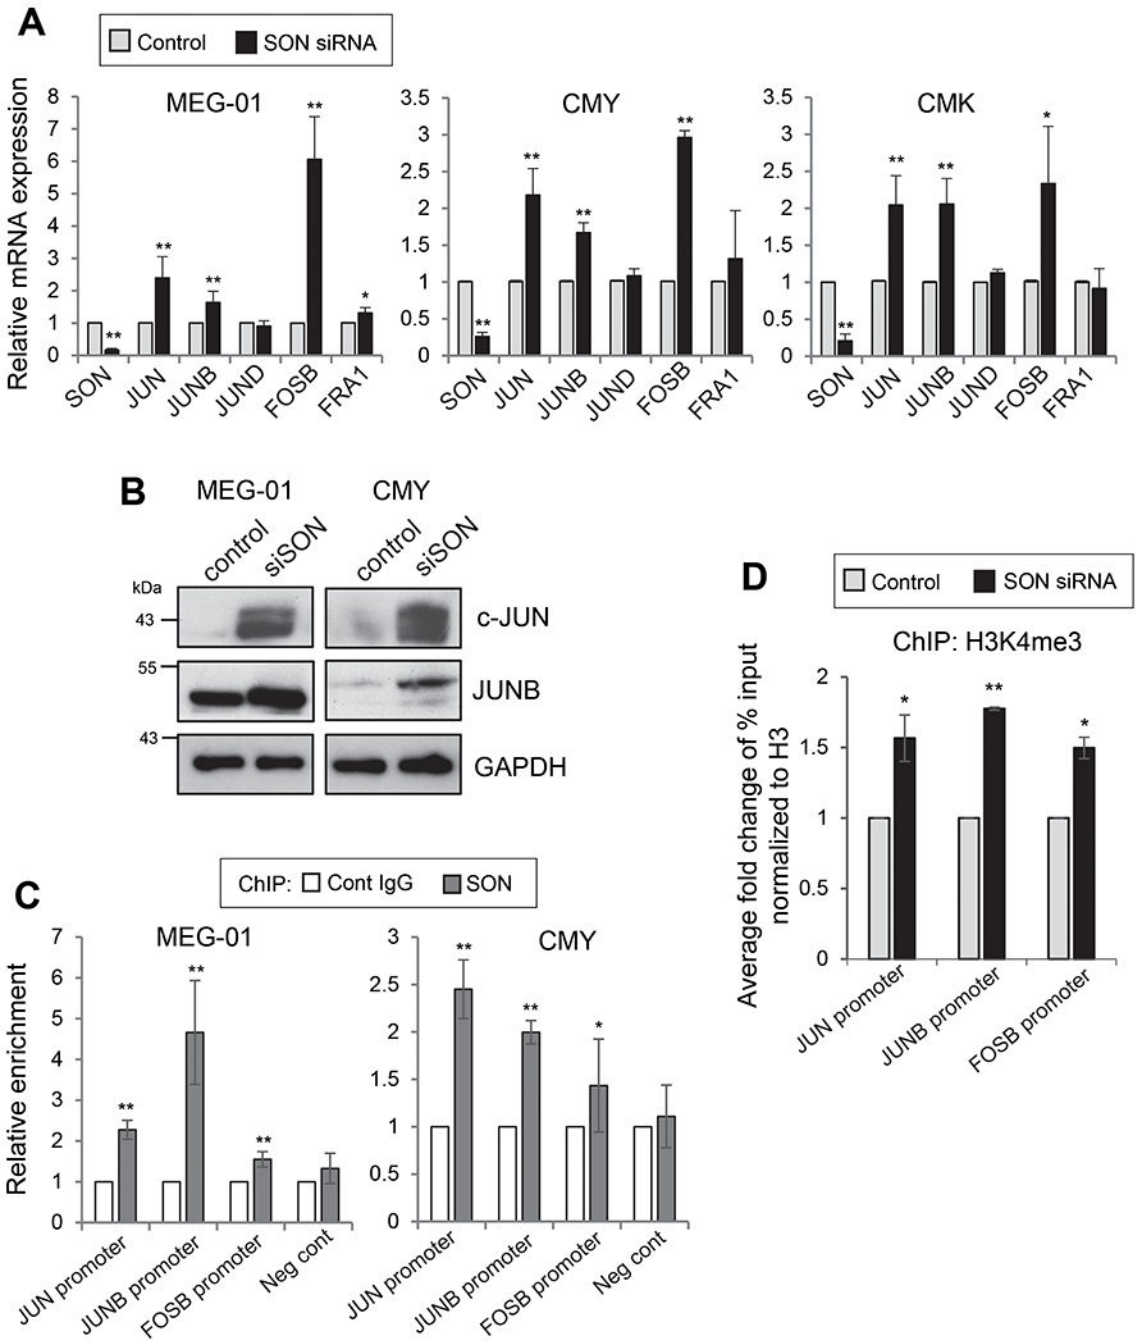 A
Control SON siRNA
Relative mRNA expression
MEG-01
8
7
6
5
4
3
2
1
0
** ** ** ** *
SON JUN JUNB JUND FOSB FRA1
CMY
3.5
3
2.5
2
1.5
1
0.5
0
** ** ** **
SON JUN JUNB JUND FOSB FRA1
CMK
3.5
3
2.5
2
1.5
1
0.5
0
** ** ** *
SON JUN JUNB JUND FOSB FRA1
B
MEG-01 CMY
control siSON control siSON
kDa
43
c-JUN
55
JUNB
43
GAPDH
C
ChIP: Cont IgG SON
Relative enrichment
MEG-01
7
6
5
4
3
2
1
0
** ** **
JUN promoter JUNB promoter FOSB promoter Neg cont
CMY
3
2.5
2
1.5
1
0.5
0
** ** *
JUN promoter JUNB promoter FOSB promoter Neg cont
D
Control SON siRNA
ChIP: H3K4me3
Average fold change of % input
normalized to H3
2
1.5
1
0.5
0
* ** *
JUN promoter JUNB promoter FOSB promoter